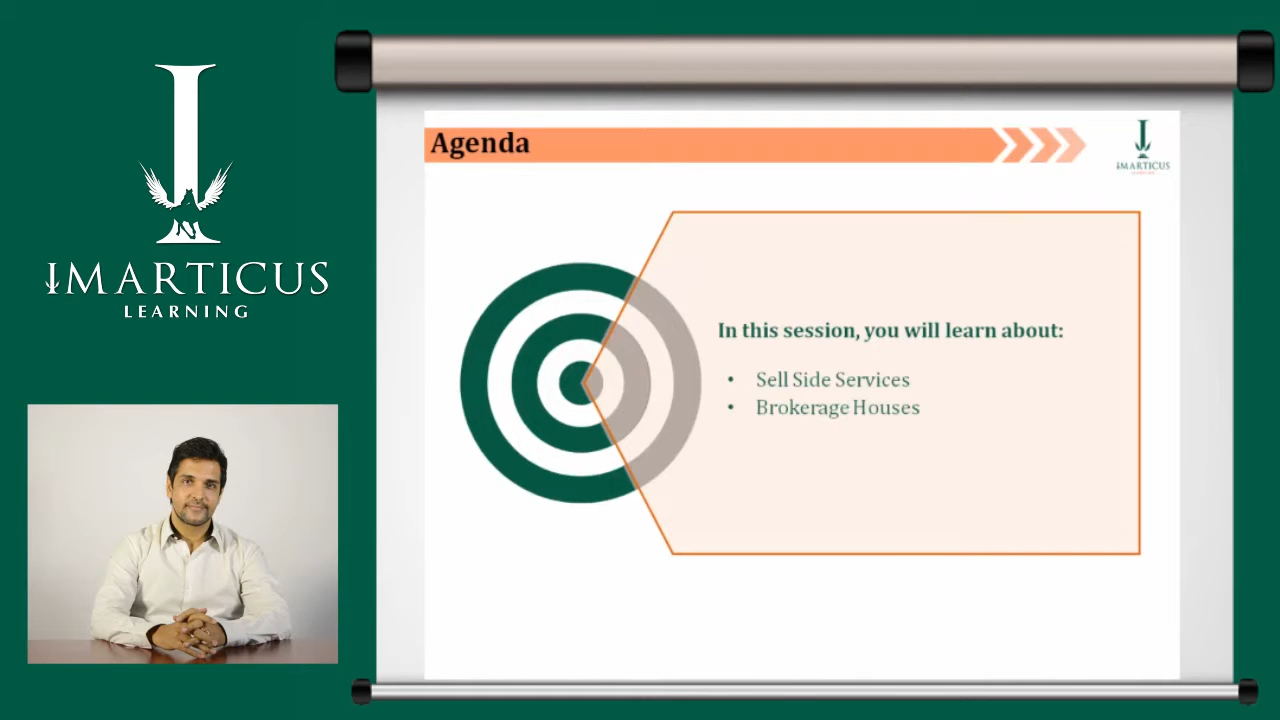 IMARTICUS
LEARNING
Agenda
IMARTICUS
In this session, you will learn about:
• Sell Side Services
• Brokerage Houses